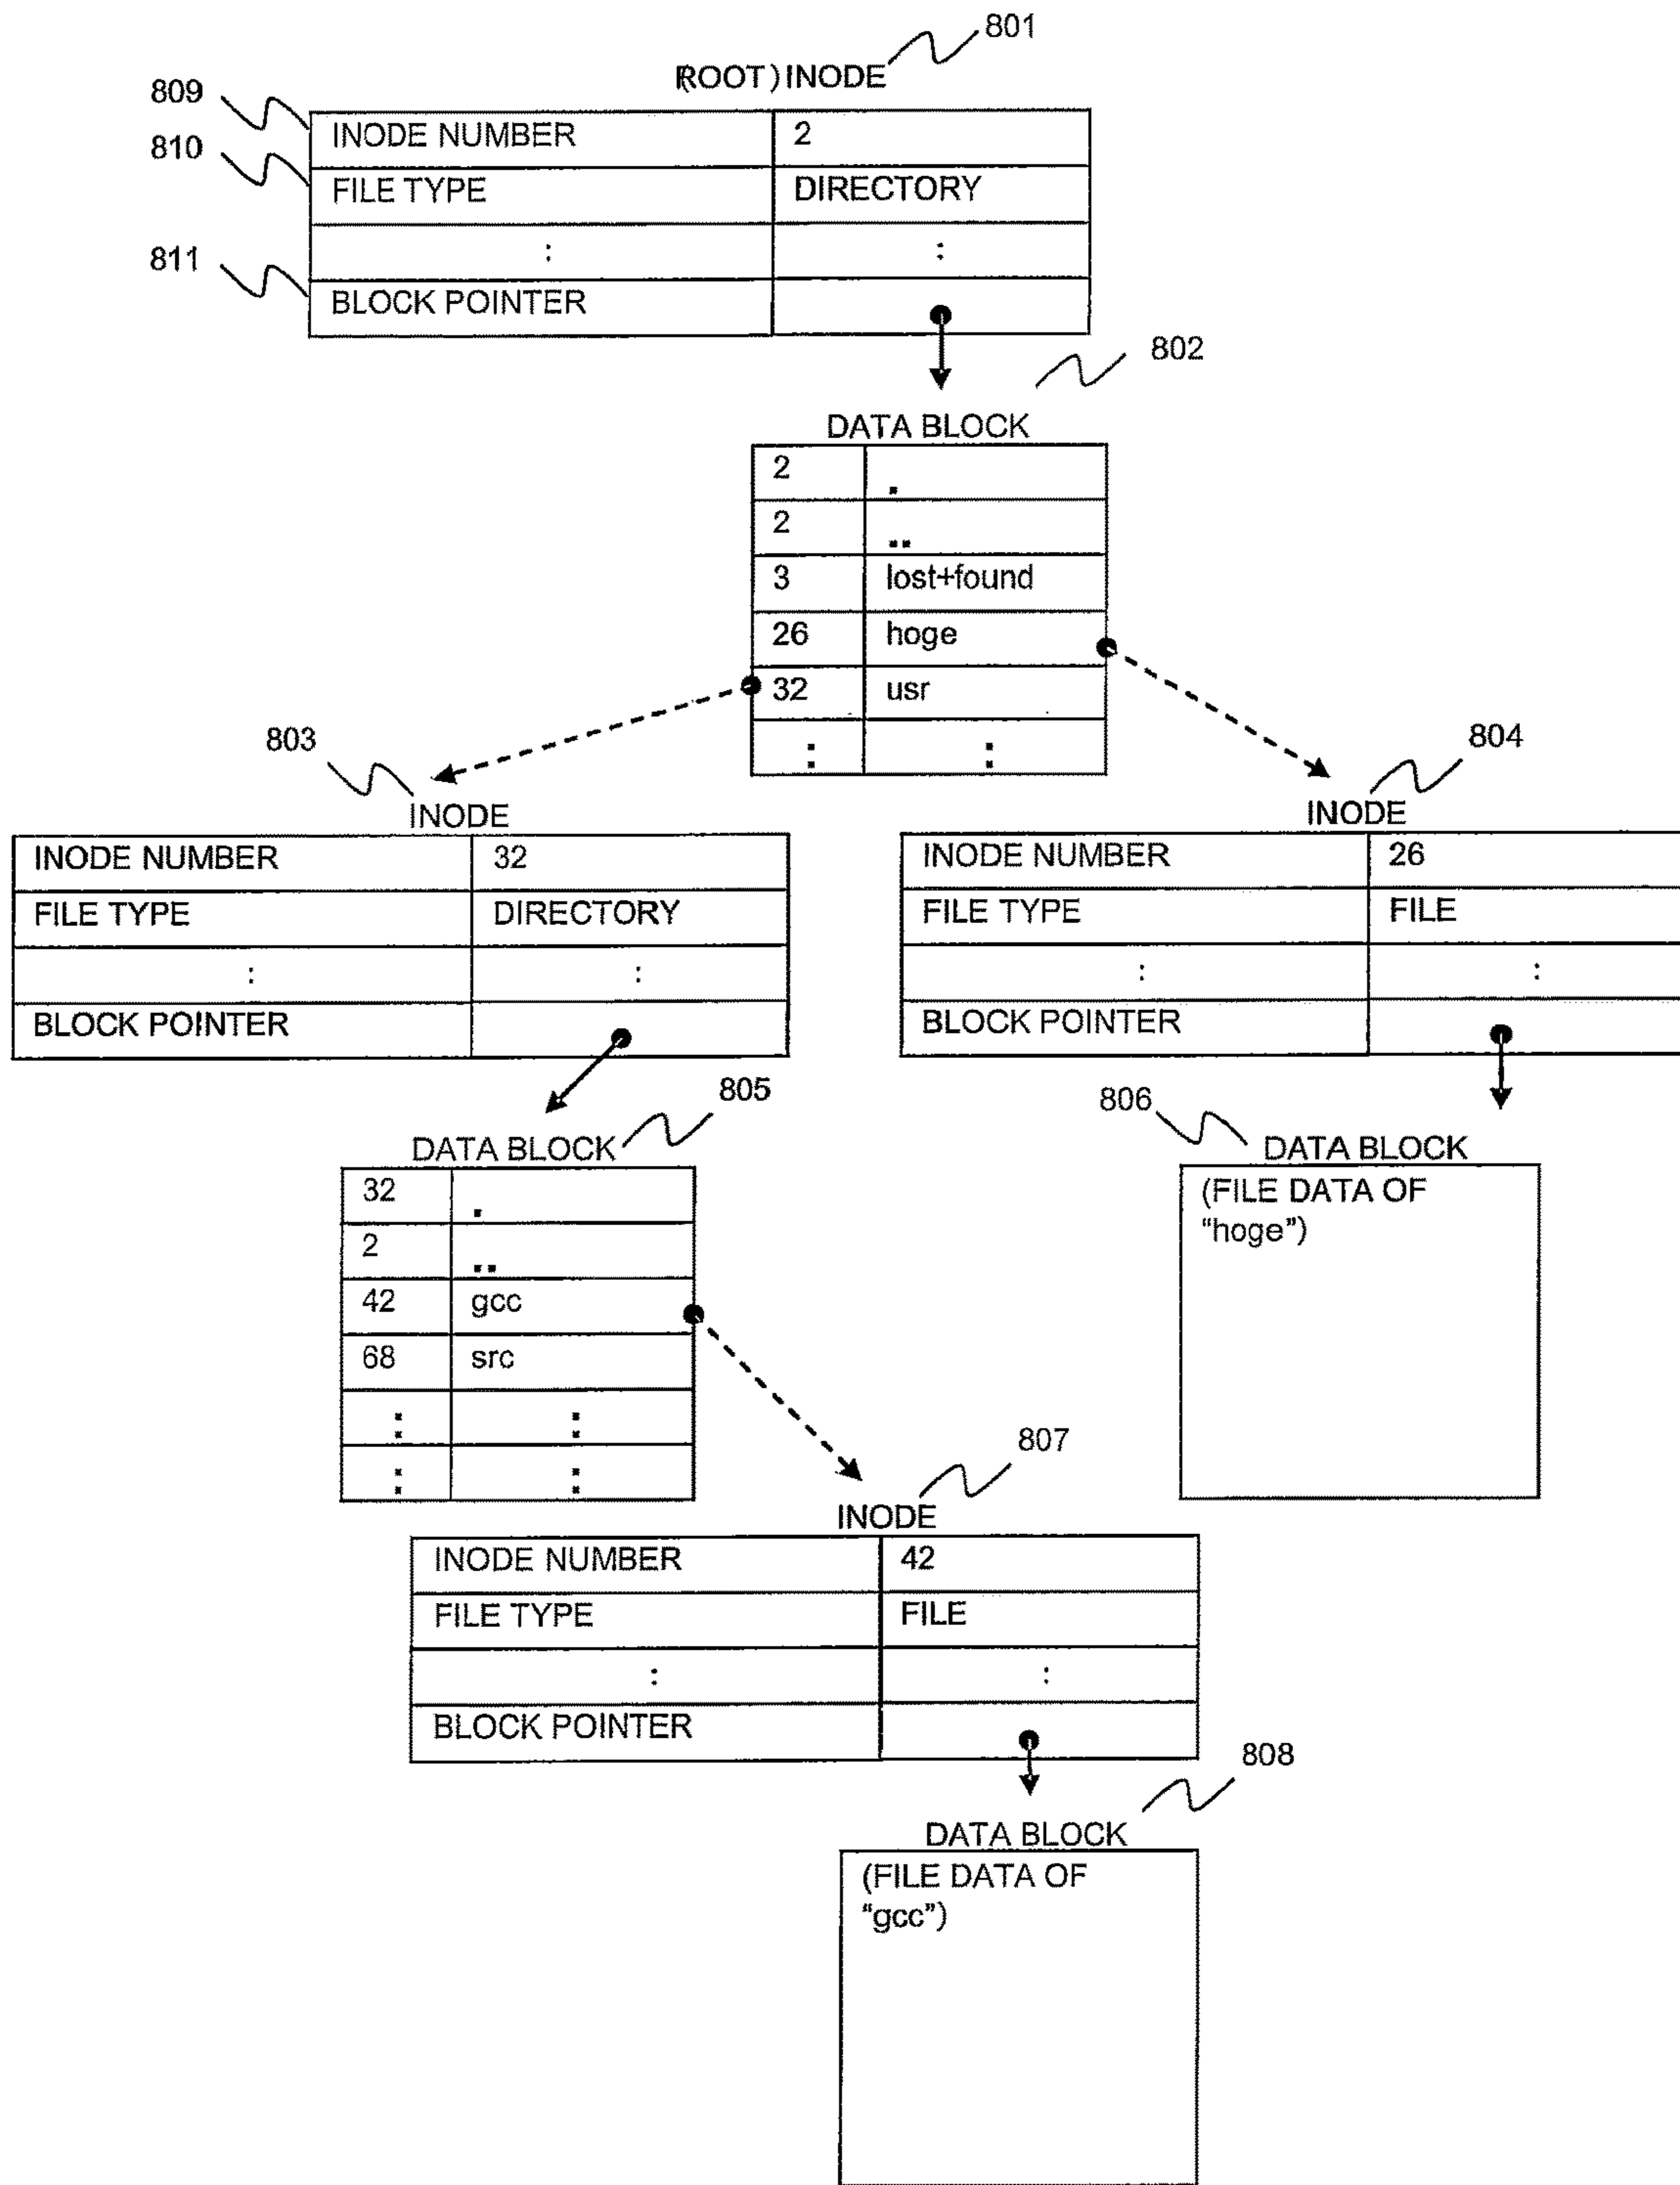 801
(ROOT) INODE
809
INODE NUMBER 2
810
FILE TYPE DIRECTORY
: :
811
BLOCK POINTER
802
DATA BLOCK
2 .
2 ..
3 lost+found
26 hoge
32 usr
: :
803
INODE
INODE NUMBER 32
FILE TYPE DIRECTORY
: :
BLOCK POINTER
804
INODE
INODE NUMBER 26
FILE TYPE FILE
: :
BLOCK POINTER
805
DATA BLOCK
32 .
2 ..
42 gcc
68 src
: :
: :
806
DATA BLOCK
(FILE DATA OF
“hoge”)
807
INODE
INODE NUMBER 42
FILE TYPE FILE
: :
BLOCK POINTER
808
DATA BLOCK
(FILE DATA OF
“gcc”)